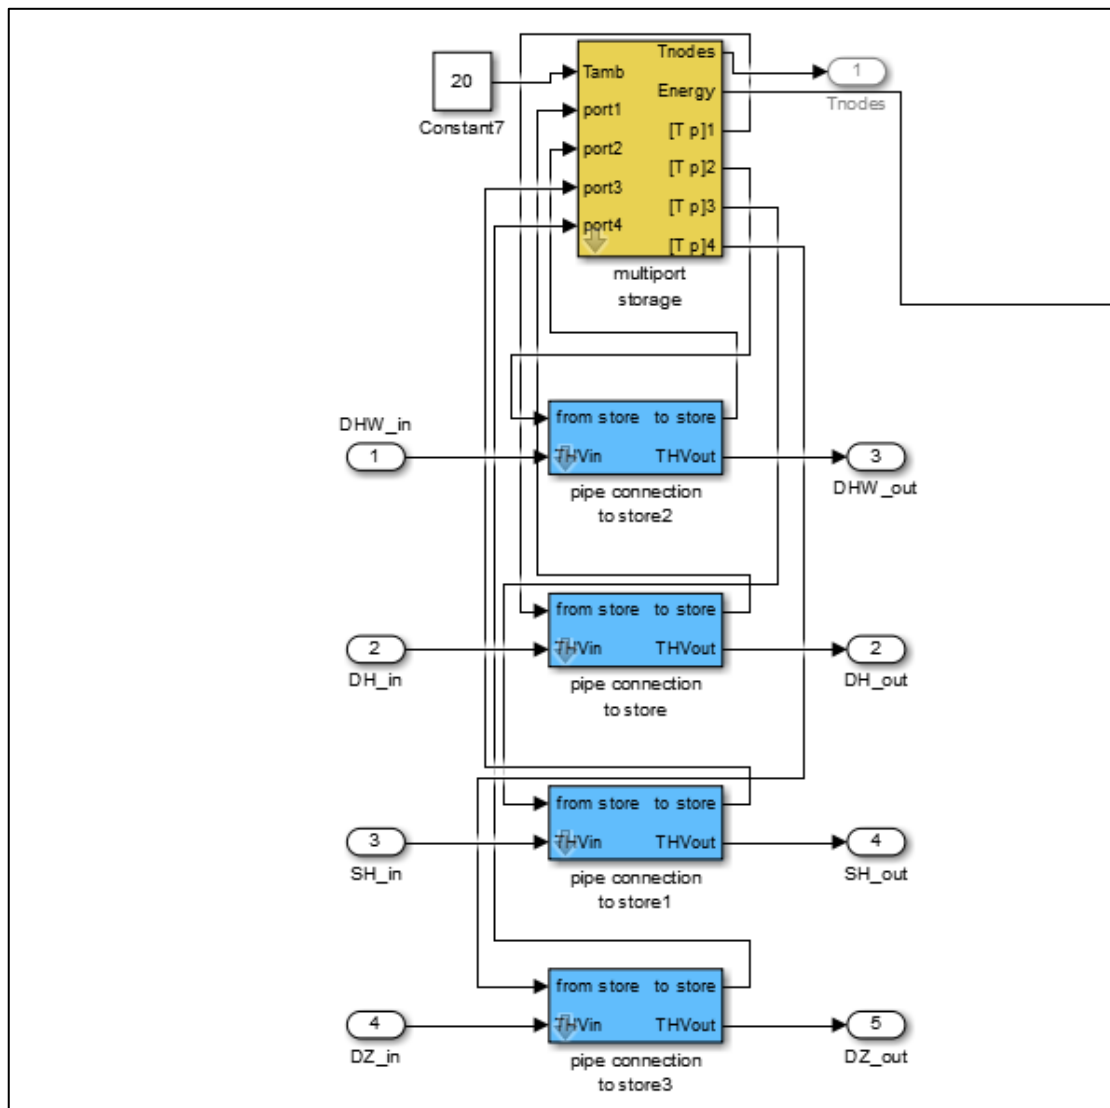 20
Constant7
Tamb
port1
port2
port3
port4
Tnodes
Energy
[T p]1
[T p]2
[T p]3
[T p]4
multiport
storage
1
Tnodes
DHW_in
1
from store to store
THVin THVout
pipe connection
to store2
3
DHW_out
2
DH_in
from store to store
THVin THVout
pipe connection
to store
2
DH_out
3
SH_in
from store to store
THVin THVout
pipe connection
to store1
4
SH_out
4
DZ_in
from store to store
THVin THVout
pipe connection
to store3
5
DZ_out